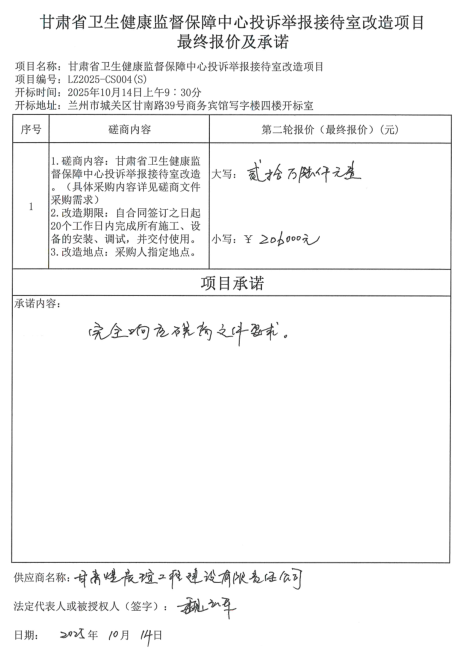 甘肃省卫生健康监督保障中心投诉举报接待室改造项目
最终报价及承诺
项目名称：甘肃省卫生健康监督保障中心投诉举报接待室改造项目
项目编号：LZ2025-CS004(S)
开标时间：2025年10月14日上午9：30分
开标地址：兰州市城关区甘南路39号商务宾馆写字楼四楼开标室
序号 磋商内容 第二轮报价（最终报价）(元)
1
1.磋商内容：甘肃省卫生健康监
督保障中心投诉举报接待室改造
。（具体采购内容详见磋商文件
采购需求）
2.改造期限：自合同签订之日起
20个工作日内完成所有施工、设
备的安装、调试，并交付使用。
3.改造地点：采购人指定地点。
大写：贰拾万陆仟元整
小写：￥206000元
项目承诺
承诺内容：
完全响应磋商文件要求。
供应商名称：甘肃煜辰瑄工程建设有限责任公司
法定代表人或被授权人（签字）：
日期：2025年10月14日